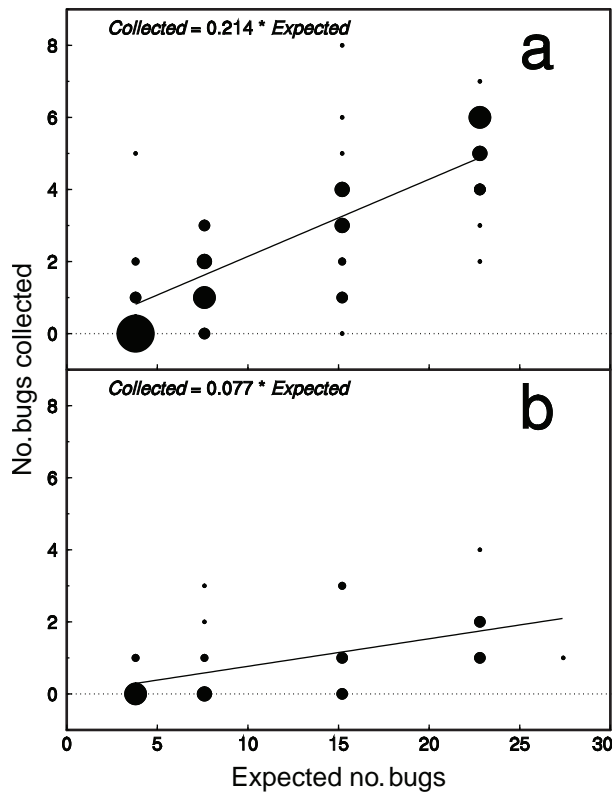 Collected = 0.214 * Expected
a
8
6
4
2
0
No. bugs collected
Collected = 0.077 * Expected
b
8
6
4
2
0
0 5 10 15 20 25 30
Expected no. bugs